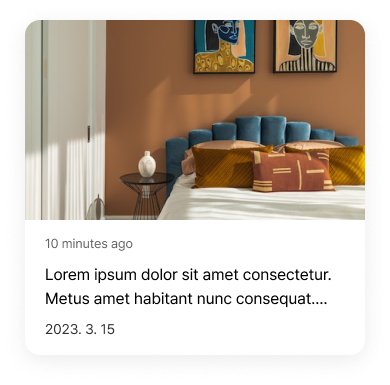 10 minutes ago
Lorem ipsum dolor sit amet consectetur.
Metus amet habitant nunc consequat....
2023. 3. 15